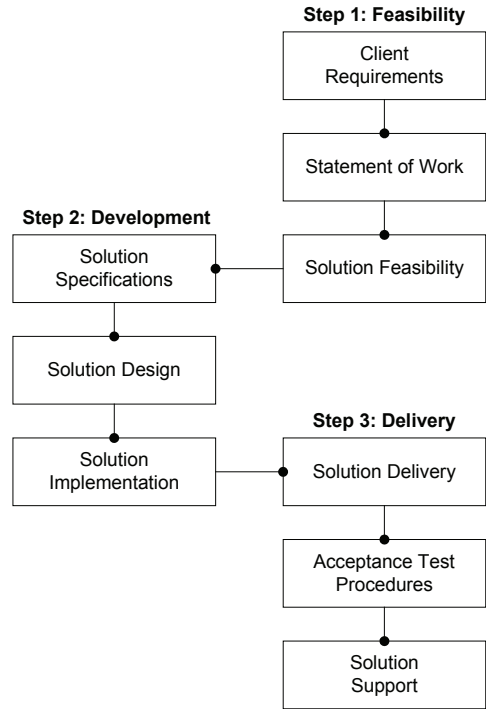 Step 1: Feasibility
Client
Requirements
Statement of Work
Solution Feasibility
Step 2: Development
Solution
Specifications
Solution Design
Solution
Implementation
Step 3: Delivery
Solution Delivery
Acceptance Test
Procedures
Solution
Support